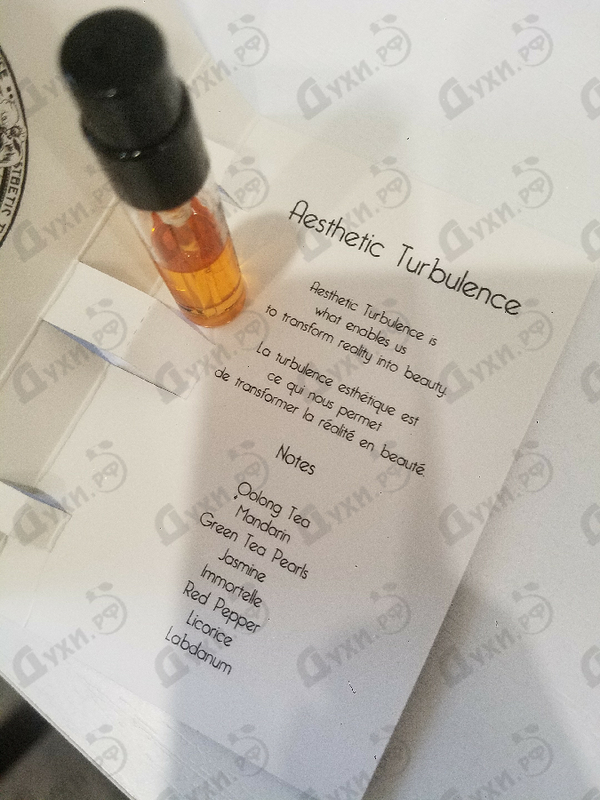 Aesthetic Turbulence
Aesthetic Turbulence is
what enables us
to transform reality into beauty.
La turbulence esthétique est
ce qui nous permet
de transformer la réalité en beauté.
Notes
Oolong Tea
Mandarin
Green Tea Pearls
Jasmine
Immortelle
Red Pepper
Licorice
Labdanum
Духи.рф